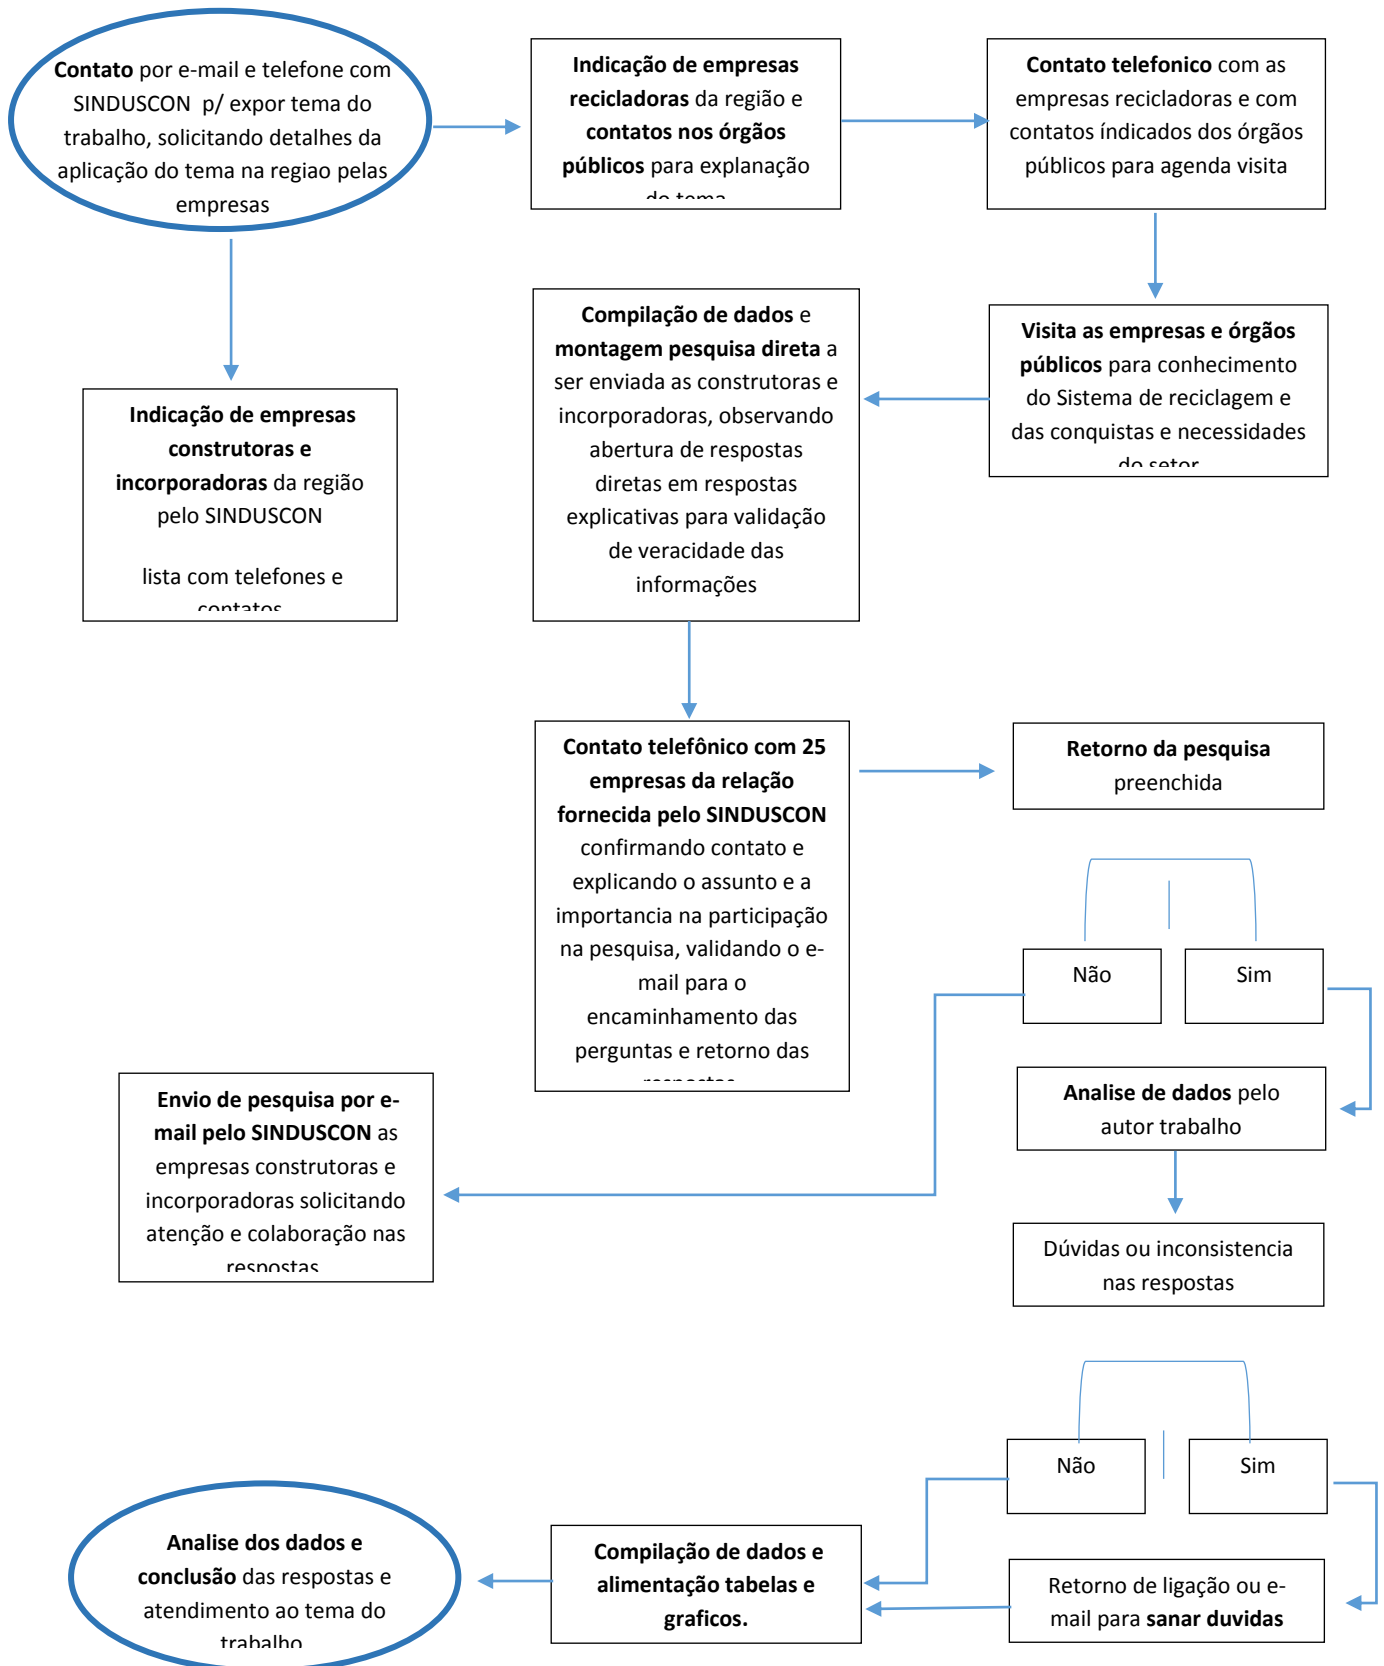 Contato por e-mail e telefone com
SINDUSCON p/ expor tema do
trabalho, solicitando detalhes da
aplicação do tema na regiao pelas
empresas
Indicação de empresas
recicladoras da região e
contatos nos órgãos
públicos para explanação
do tema
Contato telefonico com as
empresas recicladoras e com
contatos índicados dos órgãos
públicos para agenda visita
Compilação de dados e
montagem pesquisa direta a
ser enviada as construtoras e
incorporadoras, observando
abertura de respostas
diretas em respostas
explicativas para validação
de veracidade das
informações
Visita as empresas e órgãos
públicos para conhecimento
do Sistema de reciclagem e
das conquistas e necessidades
do setor
Indicação de empresas
construtoras e
incorporadoras da região
pelo SINDUSCON
lista com telefones e
contatos
Contato telefônico com 25
empresas da relação
fornecida pelo SINDUSCON
confirmando contato e
explicando o assunto e a
importancia na participação
na pesquisa, validando o e-
mail para o
encaminhamento das
perguntas e retorno das
respostas
Retorno da pesquisa
preenchida
Não
Sim
Envio de pesquisa por e-
mail pelo SINDUSCON as
empresas construtoras e
incorporadoras solicitando
atenção e colaboração nas
respostas
Analise de dados pelo
autor trabalho
Dúvidas ou inconsistencia
nas respostas
Não
Sim
Analise dos dados e
conclusão das respostas e
atendimento ao tema do
trabalho
Compilação de dados e
alimentação tabelas e
graficos.
Retorno de ligação ou e-
mail para sanar duvidas